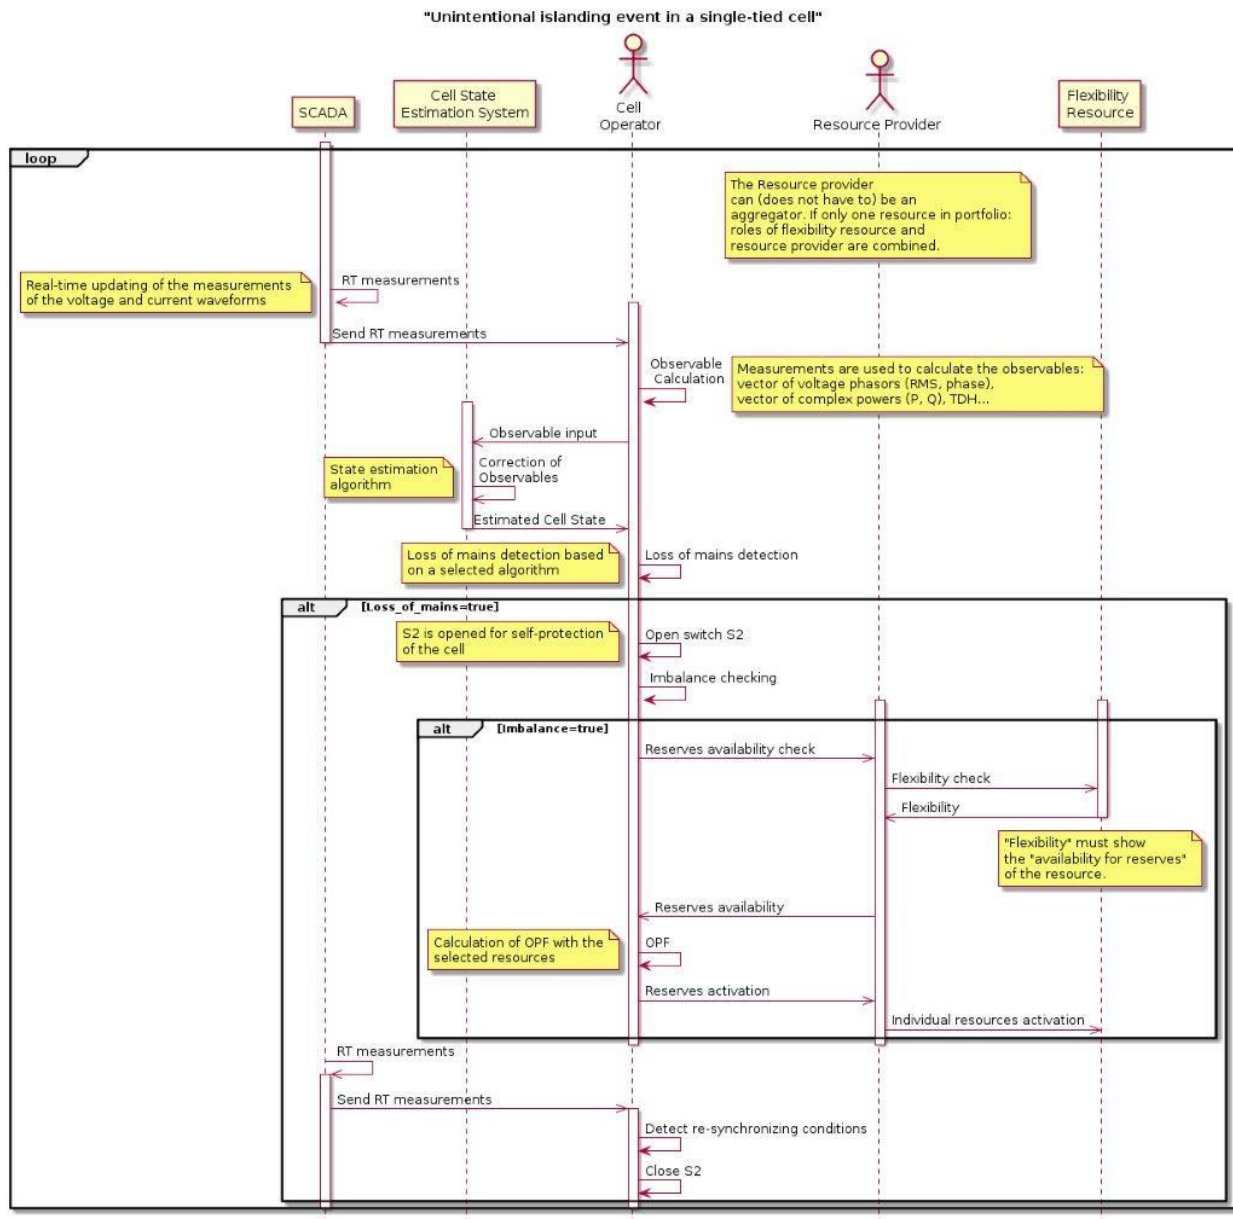 "Unintentional islanding event in a single-tied cell"
SCADA
Cell State
Estimation System
Cell
Operator
Resource Provider
Flexibility
Resource
loop
The Resource provider
can (does not have to) be an
aggregator. If only one resource in portfolio:
roles of flexibility resource and
resource provider are combined.
Real-time updating of the measurements
of the voltage and current waveforms
RT measurements
Send RT measurements
Observable
Calculation
Measurements are used to calculate the observables:
vector of voltage phasors (RMS, phase),
vector of complex powers (P, Q), TDH...
Observable input
State estimation
algorithm
Correction of
Observables
Estimated Cell State
Loss of mains detection based
on a selected algorithm
Loss of mains detection
alt [Loss_of_mains=true]
S2 is opened for self-protection
of the cell
Open switch S2
Imbalance checking
alt [Imbalance=true]
Reserves availability check
Flexibility check
Flexibility
"Flexibility" must show
the "availability for reserves"
of the resource.
Reserves availability
Calculation of OPF with the
selected resources
OPF
Reserves activation
Individual resources activation
RT measurements
Send RT measurements
Detect re-synchronizing conditions
Close S2